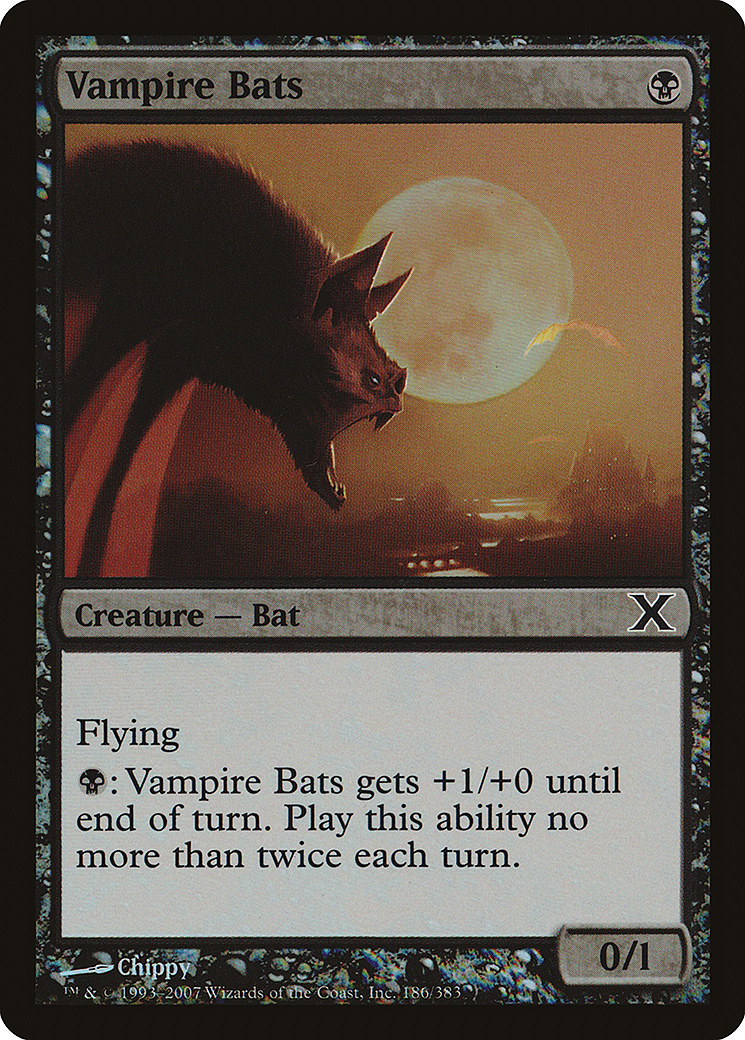 Vampire Bats
Creature — Bat
X
Flying
: Vampire Bats gets +1/+0 until
end of turn. Play this ability no
more than twice each turn.
0/1
Chippy
™ & © 1993–2007 Wizards of the Coast, Inc. 186/383